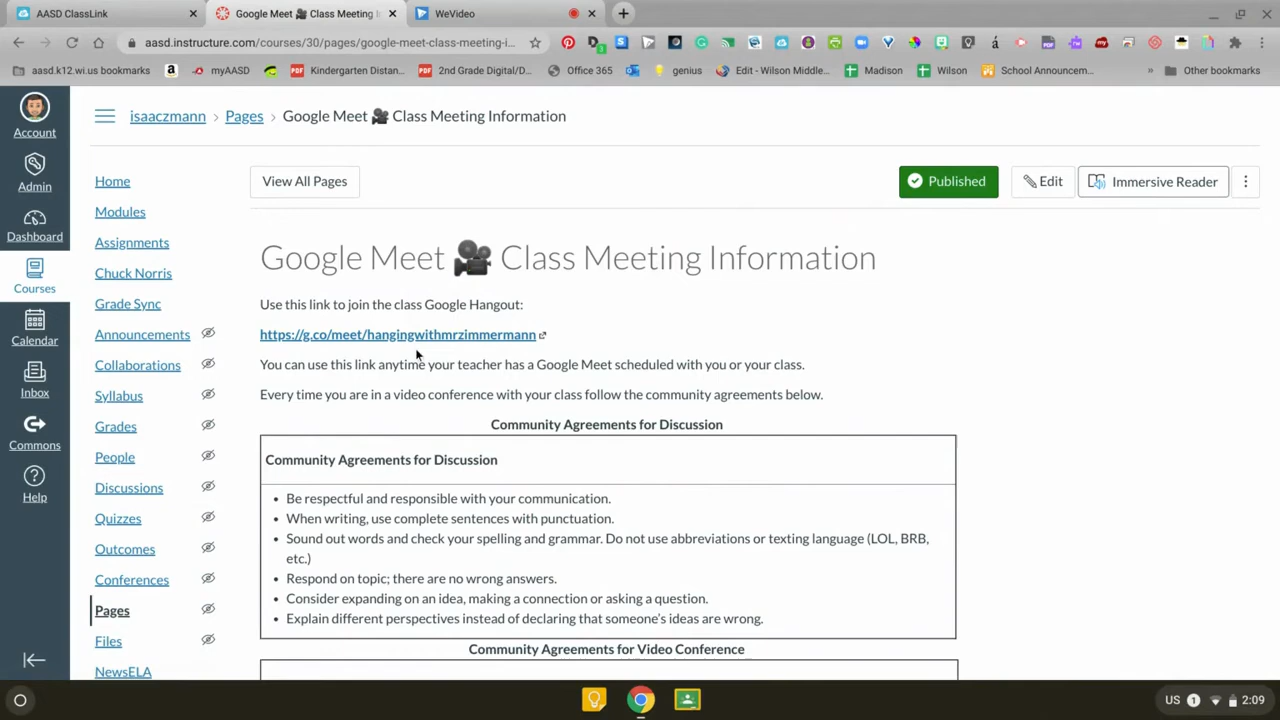 AASD ClassLink
Google Meet 🎥 Class Meeting I
WeVideo
aasd.instructure.com/courses/30/pages/google-meet-class-meeting-i...
aasd.k12.wi.us bookmarks
myAASD
Kindergarten Distan...
2nd Grade Digital/D...
Office 365
genius
Edit - Wilson Middle...
Madison
Wilson
School Announcem...
»
Other bookmarks
Account
Admin
Dashboard
Courses
Calendar
Inbox
Commons
Help
isaaczmann > Pages > Google Meet 🎥 Class Meeting Information
Home
Modules
Assignments
Chuck Norris
Grade Sync
Announcements
Collaborations
Syllabus
Grades
People
Discussions
Quizzes
Outcomes
Conferences
Pages
Files
NewsELA
View All Pages
Published
Edit
Immersive Reader
Google Meet 🎥 Class Meeting Information
Use this link to join the class Google Hangout:
https://g.co/meet/hangingwithmrzimmermann
You can use this link anytime your teacher has a Google Meet scheduled with you or your class.
Every time you are in a video conference with your class follow the community agreements below.
Community Agreements for Discussion
Community Agreements for Discussion
• Be respectful and responsible with your communication.
• When writing, use complete sentences with punctuation.
• Sound out words and check your spelling and grammar. Do not use abbreviations or texting language (LOL, BRB,
etc.)
• Respond on topic; there are no wrong answers.
• Consider expanding on an idea, making a connection or asking a question.
• Explain different perspectives instead of declaring that someone's ideas are wrong.
Community Agreements for Video Conference
US 1 2:09